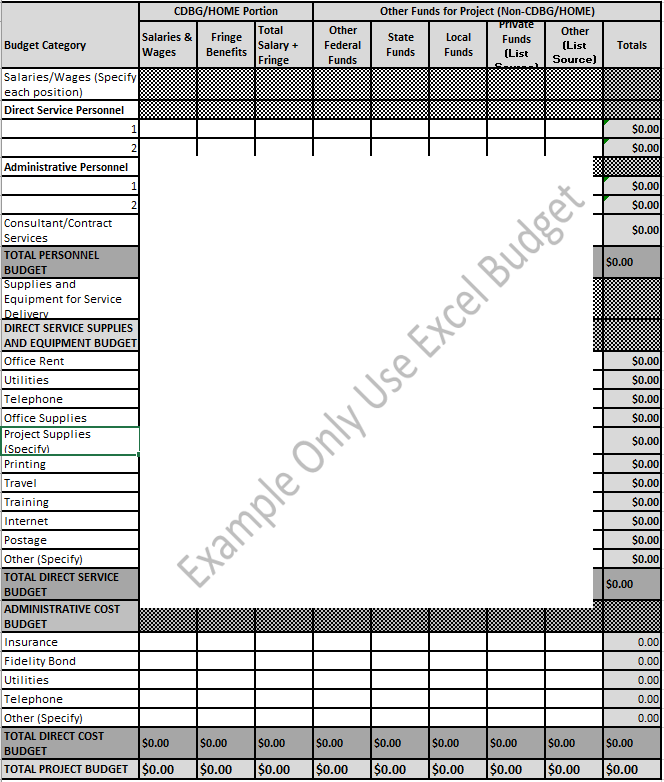 CDBG/HOME Portion Other Funds for Project (Non-CDBG/HOME)
Budget Category Salaries & Wages Fringe Benefits Total Salary + Fringe Other Federal Funds State Funds Local Funds Private Funds (List Other (List Source) Totals
Salaries/Wages (Specify
each position)
Direct Service Personnel
1 $0.00
2 $0.00
Administrative Personnel
1 $0.00
2 $0.00
Consultant/Contract
Services $0.00
TOTAL PERSONNEL
BUDGET $0.00
Supplies and
Equipment for Service
Delivery
DIRECT SERVICE SUPPLIES
AND EQUIPMENT BUDGET
Office Rent $0.00
Utilities $0.00
Telephone $0.00
Office Supplies $0.00
Project Supplies
(Specify) $0.00
Printing $0.00
Travel $0.00
Training $0.00
Internet $0.00
Postage $0.00
Other (Specify) $0.00
TOTAL DIRECT SERVICE
BUDGET $0.00
ADMINISTRATIVE COST
BUDGET
Insurance 0.00
Fidelity Bond 0.00
Utilities 0.00
Telephone 0.00
Other (Specify) 0.00
TOTAL DIRECT COST
BUDGET $0.00 $0.00 $0.00 $0.00 $0.00 $0.00 $0.00 $0.00 $0.00
TOTAL PROJECT BUDGET $0.00 $0.00 $0.00 $0.00 $0.00 $0.00 $0.00 $0.00 $0.00
Example Only Use Excel Budget